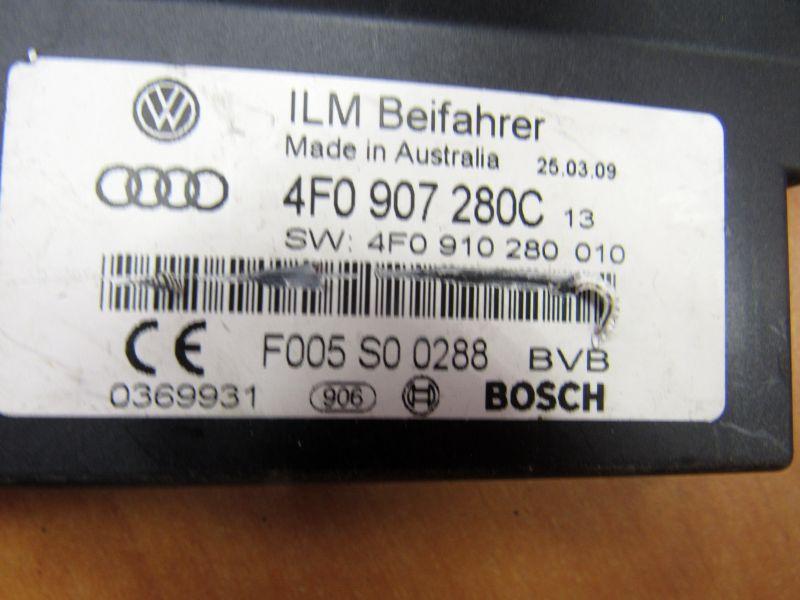 ILM Beifahrer
Made in Australia 25.03.09
4F0 907 280C 13
SW: 4F0 910 280 010
CE F005 S0 0288 BVB
0369931 906 BOSCH